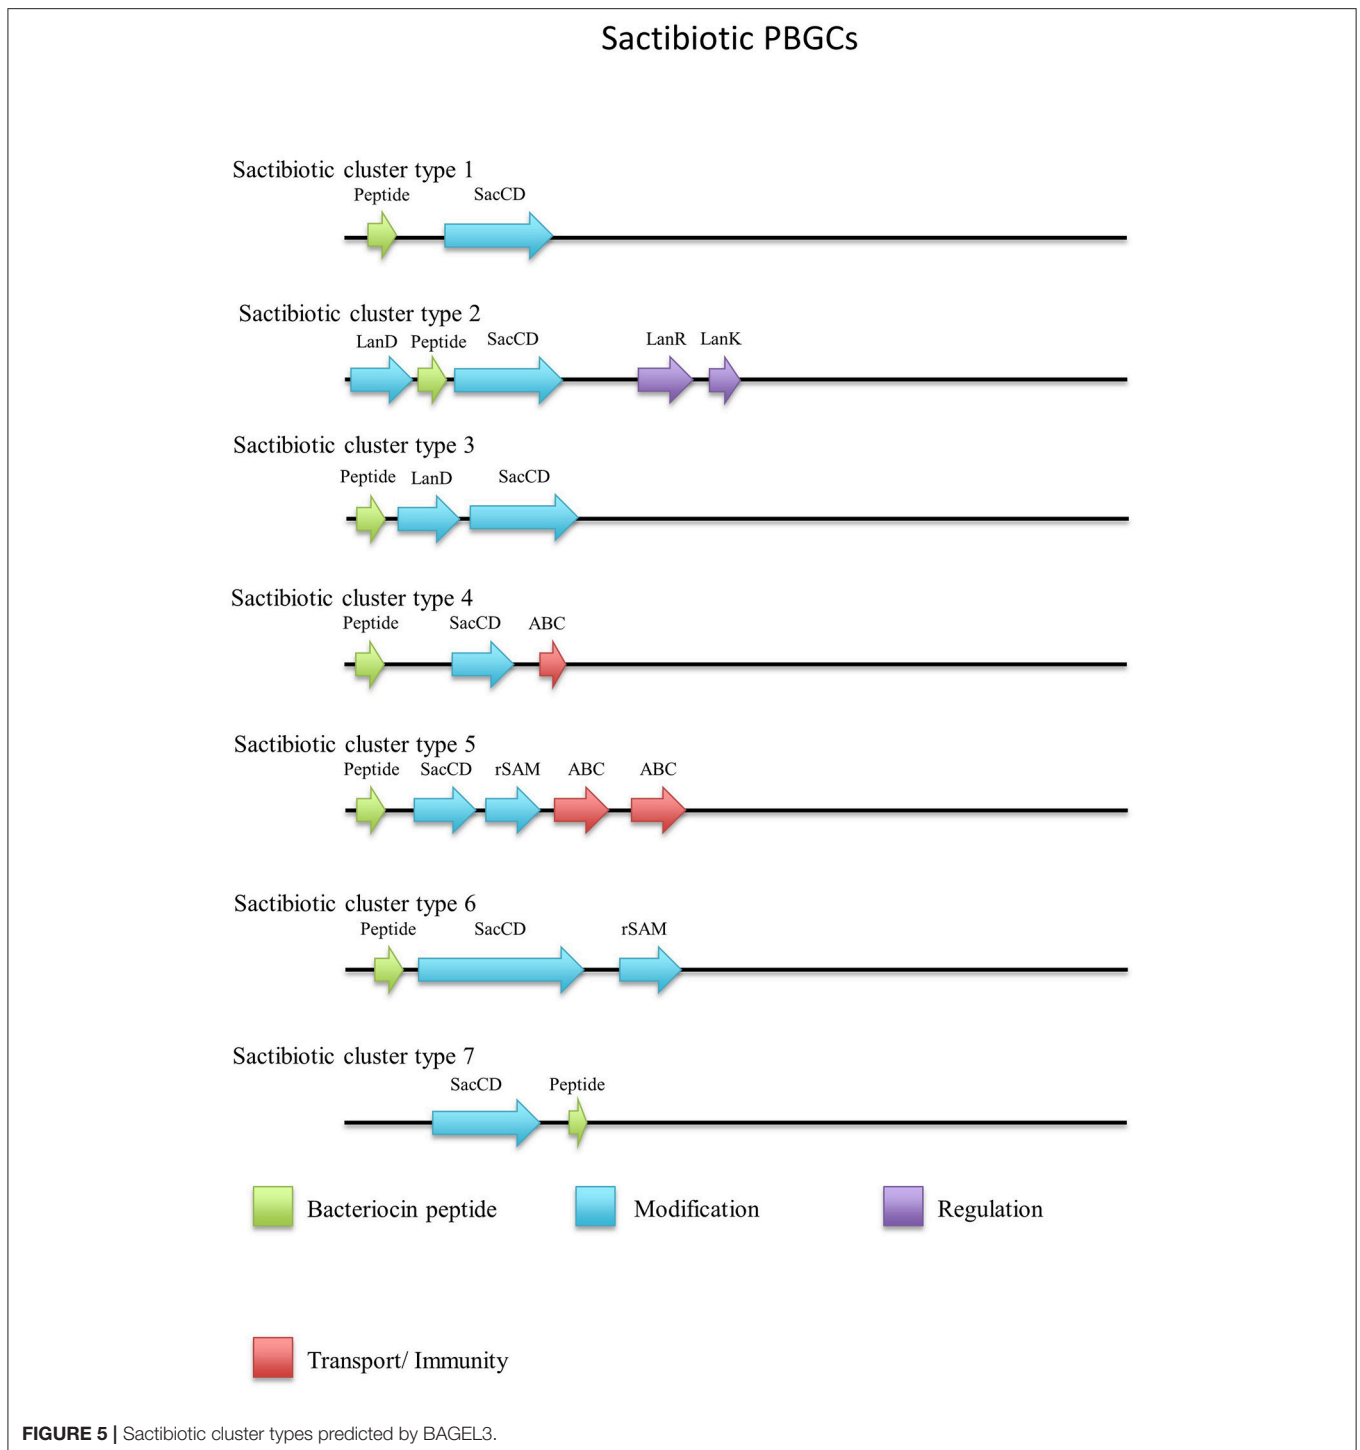 Sactibiotic PBGCs
Sactibiotic cluster type 1
Peptide SacCD
Sactibiotic cluster type 2
LanD Peptide SacCD LanR LanK
Sactibiotic cluster type 3
Peptide LanD SacCD
Sactibiotic cluster type 4
Peptide SacCD ABC
Sactibiotic cluster type 5
Peptide SacCD rSAM ABC ABC
Sactibiotic cluster type 6
Peptide SacCD rSAM
Sactibiotic cluster type 7
SacCD Peptide
Bacteriocin peptide Modification Regulation
Transport/ Immunity
FIGURE 5 | Sactibiotic cluster types predicted by BAGEL3.